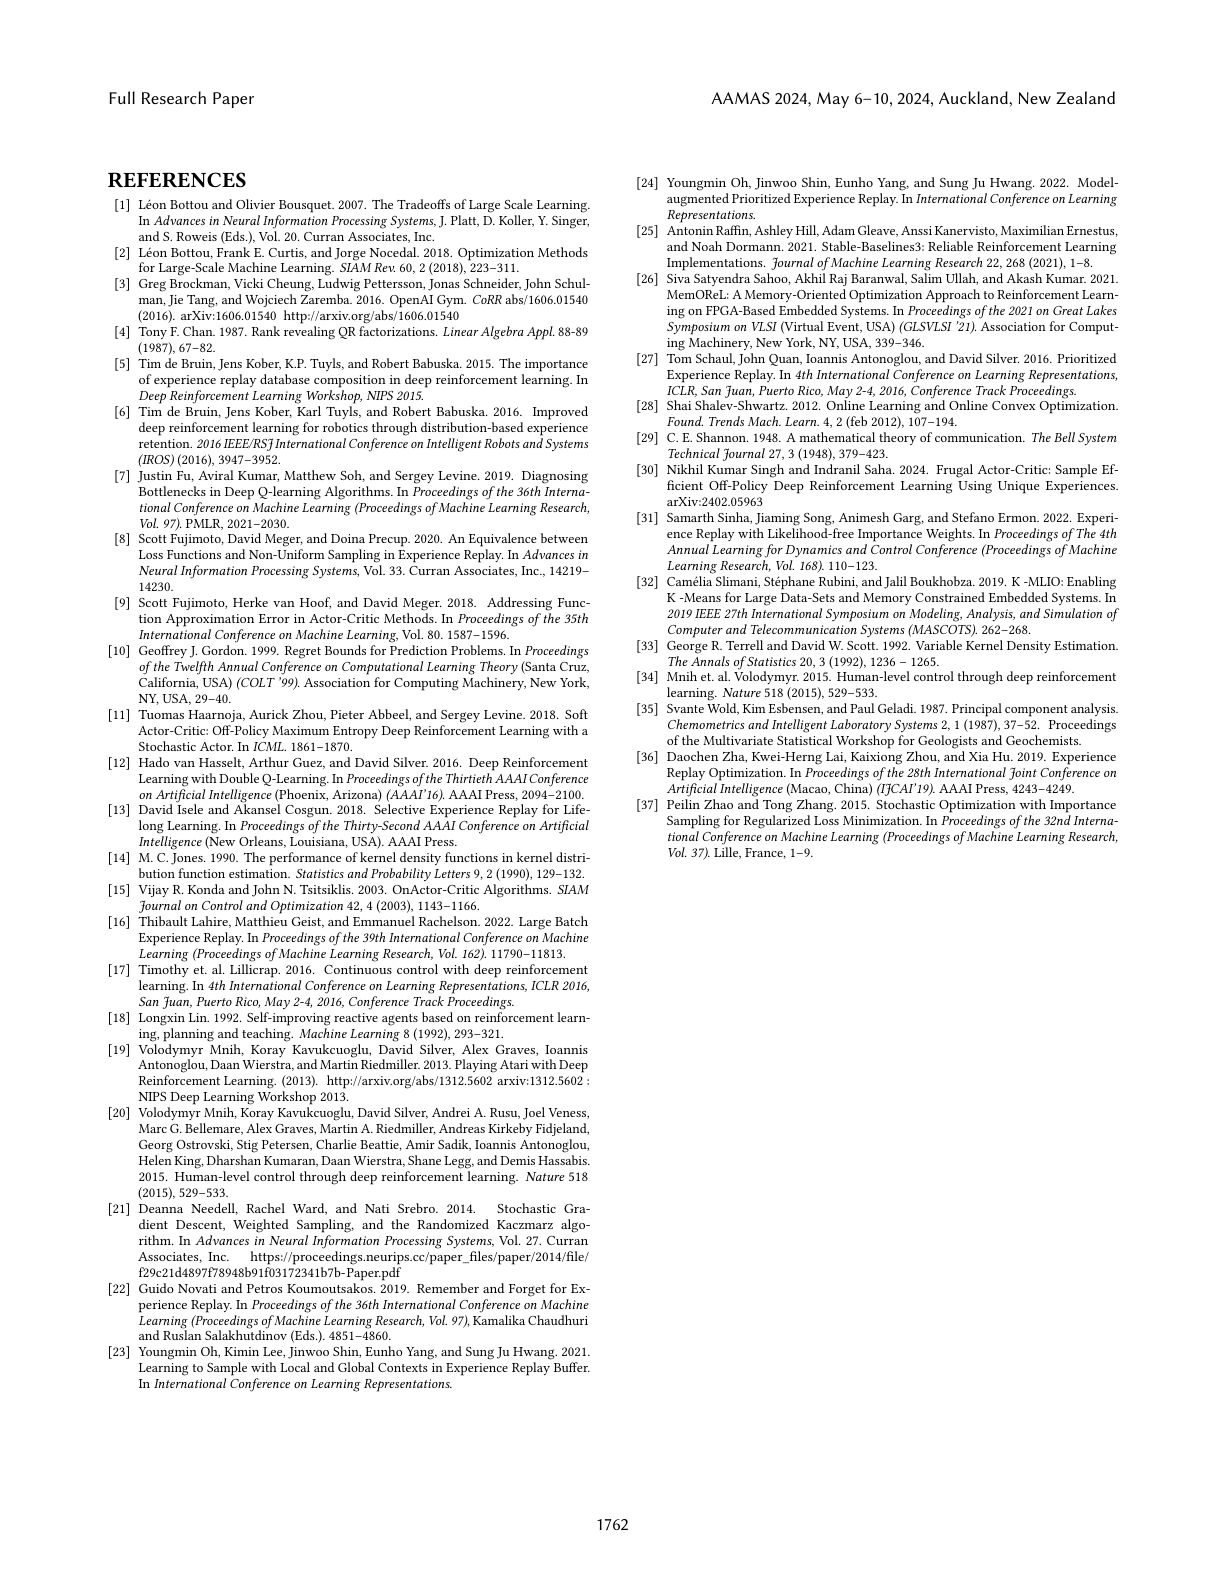 Full Research Paper
AAMAS 2024, May 6–10, 2024, Auckland, New Zealand
REFERENCES
[1] Léon Bottou and Olivier Bousquet. 2007. The Tradeoffs of Large Scale Learning.
In Advances in Neural Information Processing Systems, J. Platt, D. Koller, Y. Singer,
and S. Roweis (Eds.), Vol. 20. Curran Associates, Inc.
[2] Léon Bottou, Frank E. Curtis, and Jorge Nocedal. 2018. Optimization Methods
for Large-Scale Machine Learning. SIAM Rev. 60, 2 (2018), 223–311.
[3] Greg Brockman, Vicki Cheung, Ludwig Pettersson, Jonas Schneider, John Schul-
man, Jie Tang, and Wojciech Zaremba. 2016. OpenAI Gym. CoRR abs/1606.01540
(2016). arXiv:1606.01540 http://arxiv.org/abs/1606.01540
[4] Tony F. Chan. 1987. Rank revealing QR factorizations. Linear Algebra Appl. 88-89
(1987), 67–82.
[5] Tim de Bruin, Jens Kober, K.P. Tuyls, and Robert Babuska. 2015. The importance
of experience replay database composition in deep reinforcement learning. In
Deep Reinforcement Learning Workshop, NIPS 2015.
[6] Tim de Bruin, Jens Kober, Karl Tuyls, and Robert Babuska. 2016. Improved
deep reinforcement learning for robotics through distribution-based experience
retention. 2016 IEEE/RSJ International Conference on Intelligent Robots and Systems
(IROS) (2016), 3947–3952.
[7] Justin Fu, Aviral Kumar, Matthew Soh, and Sergey Levine. 2019. Diagnosing
Bottlenecks in Deep Q-learning Algorithms. In Proceedings of the 36th Interna-
tional Conference on Machine Learning (Proceedings of Machine Learning Research,
Vol. 97). PMLR, 2021–2030.
[8] Scott Fujimoto, David Meger, and Doina Precup. 2020. An Equivalence between
Loss Functions and Non-Uniform Sampling in Experience Replay. In Advances in
Neural Information Processing Systems, Vol. 33. Curran Associates, Inc., 14219–
14230.
[9] Scott Fujimoto, Herke van Hoof, and David Meger. 2018. Addressing Func-
tion Approximation Error in Actor-Critic Methods. In Proceedings of the 35th
International Conference on Machine Learning, Vol. 80. 1587–1596.
[10] Geoffrey J. Gordon. 1999. Regret Bounds for Prediction Problems. In Proceedings
of the Twelfth Annual Conference on Computational Learning Theory (Santa Cruz,
California, USA) (COLT '99). Association for Computing Machinery, New York,
NY, USA, 29–40.
[11] Tuomas Haarnoja, Aurick Zhou, Pieter Abbeel, and Sergey Levine. 2018. Soft
Actor-Critic: Off-Policy Maximum Entropy Deep Reinforcement Learning with a
Stochastic Actor. In ICML. 1861–1870.
[12] Hado van Hasselt, Arthur Guez, and David Silver. 2016. Deep Reinforcement
Learning with Double Q-Learning. In Proceedings of the Thirtieth AAAI Conference
on Artificial Intelligence (Phoenix, Arizona) (AAAI'16). AAAI Press, 2094–2100.
[13] David Isele and Akansel Cosgun. 2018. Selective Experience Replay for Life-
long Learning. In Proceedings of the Thirty-Second AAAI Conference on Artificial
Intelligence (New Orleans, Louisiana, USA). AAAI Press.
[14] M. C. Jones. 1990. The performance of kernel density functions in kernel distri-
bution function estimation. Statistics and Probability Letters 9, 2 (1990), 129–132.
[15] Vijay R. Konda and John N. Tsitsiklis. 2003. OnActor-Critic Algorithms. SIAM
Journal on Control and Optimization 42, 4 (2003), 1143–1166.
[16] Thibault Lahire, Matthieu Geist, and Emmanuel Rachelson. 2022. Large Batch
Experience Replay. In Proceedings of the 39th International Conference on Machine
Learning (Proceedings of Machine Learning Research, Vol. 162). 11790–11813.
[17] Timothy et. al. Lillicrap. 2016. Continuous control with deep reinforcement
learning. In 4th International Conference on Learning Representations, ICLR 2016,
San Juan, Puerto Rico, May 2-4, 2016, Conference Track Proceedings.
[18] Longxin Lin. 1992. Self-improving reactive agents based on reinforcement learn-
ing, planning and teaching. Machine Learning 8 (1992), 293–321.
[19] Volodymyr Mnih, Koray Kavukcuoglu, David Silver, Alex Graves, Ioannis
Antonoglou, Daan Wierstra, and Martin Riedmiller. 2013. Playing Atari with Deep
Reinforcement Learning. (2013). http://arxiv.org/abs/1312.5602 arxiv:1312.5602 :
NIPS Deep Learning Workshop 2013.
[20] Volodymyr Mnih, Koray Kavukcuoglu, David Silver, Andrei A. Rusu, Joel Veness,
Marc G. Bellemare, Alex Graves, Martin A. Riedmiller, Andreas Kirkeby Fidjeland,
Georg Ostrovski, Stig Petersen, Charlie Beattie, Amir Sadik, Ioannis Antonoglou,
Helen King, Dharshan Kumaran, Daan Wierstra, Shane Legg, and Demis Hassabis.
2015. Human-level control through deep reinforcement learning. Nature 518
(2015), 529–533.
[21] Deanna Needell, Rachel Ward, and Nati Srebro. 2014. Stochastic Gra-
dient Descent, Weighted Sampling, and the Randomized Kaczmarz algo-
rithm. In Advances in Neural Information Processing Systems, Vol. 27. Curran
Associates, Inc. https://proceedings.neurips.cc/paper_files/paper/2014/file/
f29c21d4897f78948b91f03172341b7b-Paper.pdf
[22] Guido Novati and Petros Koumoutsakos. 2019. Remember and Forget for Ex-
perience Replay. In Proceedings of the 36th International Conference on Machine
Learning (Proceedings of Machine Learning Research, Vol. 97), Kamalika Chaudhuri
and Ruslan Salakhutdinov (Eds.). 4851–4860.
[23] Youngmin Oh, Kimin Lee, Jinwoo Shin, Eunho Yang, and Sung Ju Hwang. 2021.
Learning to Sample with Local and Global Contexts in Experience Replay Buffer.
In International Conference on Learning Representations.
[24] Youngmin Oh, Jinwoo Shin, Eunho Yang, and Sung Ju Hwang. 2022. Model-
augmented Prioritized Experience Replay. In International Conference on Learning
Representations.
[25] Antonin Raffin, Ashley Hill, Adam Gleave, Anssi Kanervisto, Maximilian Ernestus,
and Noah Dormann. 2021. Stable-Baselines3: Reliable Reinforcement Learning
Implementations. Journal of Machine Learning Research 22, 268 (2021), 1–8.
[26] Siva Satyendra Sahoo, Akhil Raj Baranwal, Salim Ullah, and Akash Kumar. 2021.
MemOReL: A Memory-Oriented Optimization Approach to Reinforcement Learn-
ing on FPGA-Based Embedded Systems. In Proceedings of the 2021 on Great Lakes
Symposium on VLSI (Virtual Event, USA) (GLSVLSI '21). Association for Comput-
ing Machinery, New York, NY, USA, 339–346.
[27] Tom Schaul, John Quan, Ioannis Antonoglou, and David Silver. 2016. Prioritized
Experience Replay. In 4th International Conference on Learning Representations,
ICLR, San Juan, Puerto Rico, May 2-4, 2016, Conference Track Proceedings.
[28] Shai Shalev-Shwartz. 2012. Online Learning and Online Convex Optimization.
Found. Trends Mach. Learn. 4, 2 (feb 2012), 107–194.
[29] C. E. Shannon. 1948. A mathematical theory of communication. The Bell System
Technical Journal 27, 3 (1948), 379–423.
[30] Nikhil Kumar Singh and Indranil Saha. 2024. Frugal Actor-Critic: Sample Ef-
ficient Off-Policy Deep Reinforcement Learning Using Unique Experiences.
arXiv:2402.05963
[31] Samarth Sinha, Jiaming Song, Animesh Garg, and Stefano Ermon. 2022. Experi-
ence Replay with Likelihood-free Importance Weights. In Proceedings of The 4th
Annual Learning for Dynamics and Control Conference (Proceedings of Machine
Learning Research, Vol. 168). 110–123.
[32] Camélia Slimani, Stéphane Rubini, and Jalil Boukhobza. 2019. K -MLIO: Enabling
K -Means for Large Data-Sets and Memory Constrained Embedded Systems. In
2019 IEEE 27th International Symposium on Modeling, Analysis, and Simulation of
Computer and Telecommunication Systems (MASCOTS). 262–268.
[33] George R. Terrell and David W. Scott. 1992. Variable Kernel Density Estimation.
The Annals of Statistics 20, 3 (1992), 1236 – 1265.
[34] Mnih et. al. Volodymyr. 2015. Human-level control through deep reinforcement
learning. Nature 518 (2015), 529–533.
[35] Svante Wold, Kim Esbensen, and Paul Geladi. 1987. Principal component analysis.
Chemometrics and Intelligent Laboratory Systems 2, 1 (1987), 37–52. Proceedings
of the Multivariate Statistical Workshop for Geologists and Geochemists.
[36] Daochen Zha, Kwei-Herng Lai, Kaixiong Zhou, and Xia Hu. 2019. Experience
Replay Optimization. In Proceedings of the 28th International Joint Conference on
Artificial Intelligence (Macao, China) (IJCAI'19). AAAI Press, 4243–4249.
[37] Peilin Zhao and Tong Zhang. 2015. Stochastic Optimization with Importance
Sampling for Regularized Loss Minimization. In Proceedings of the 32nd Interna-
tional Conference on Machine Learning (Proceedings of Machine Learning Research,
Vol. 37). Lille, France, 1–9.
1762